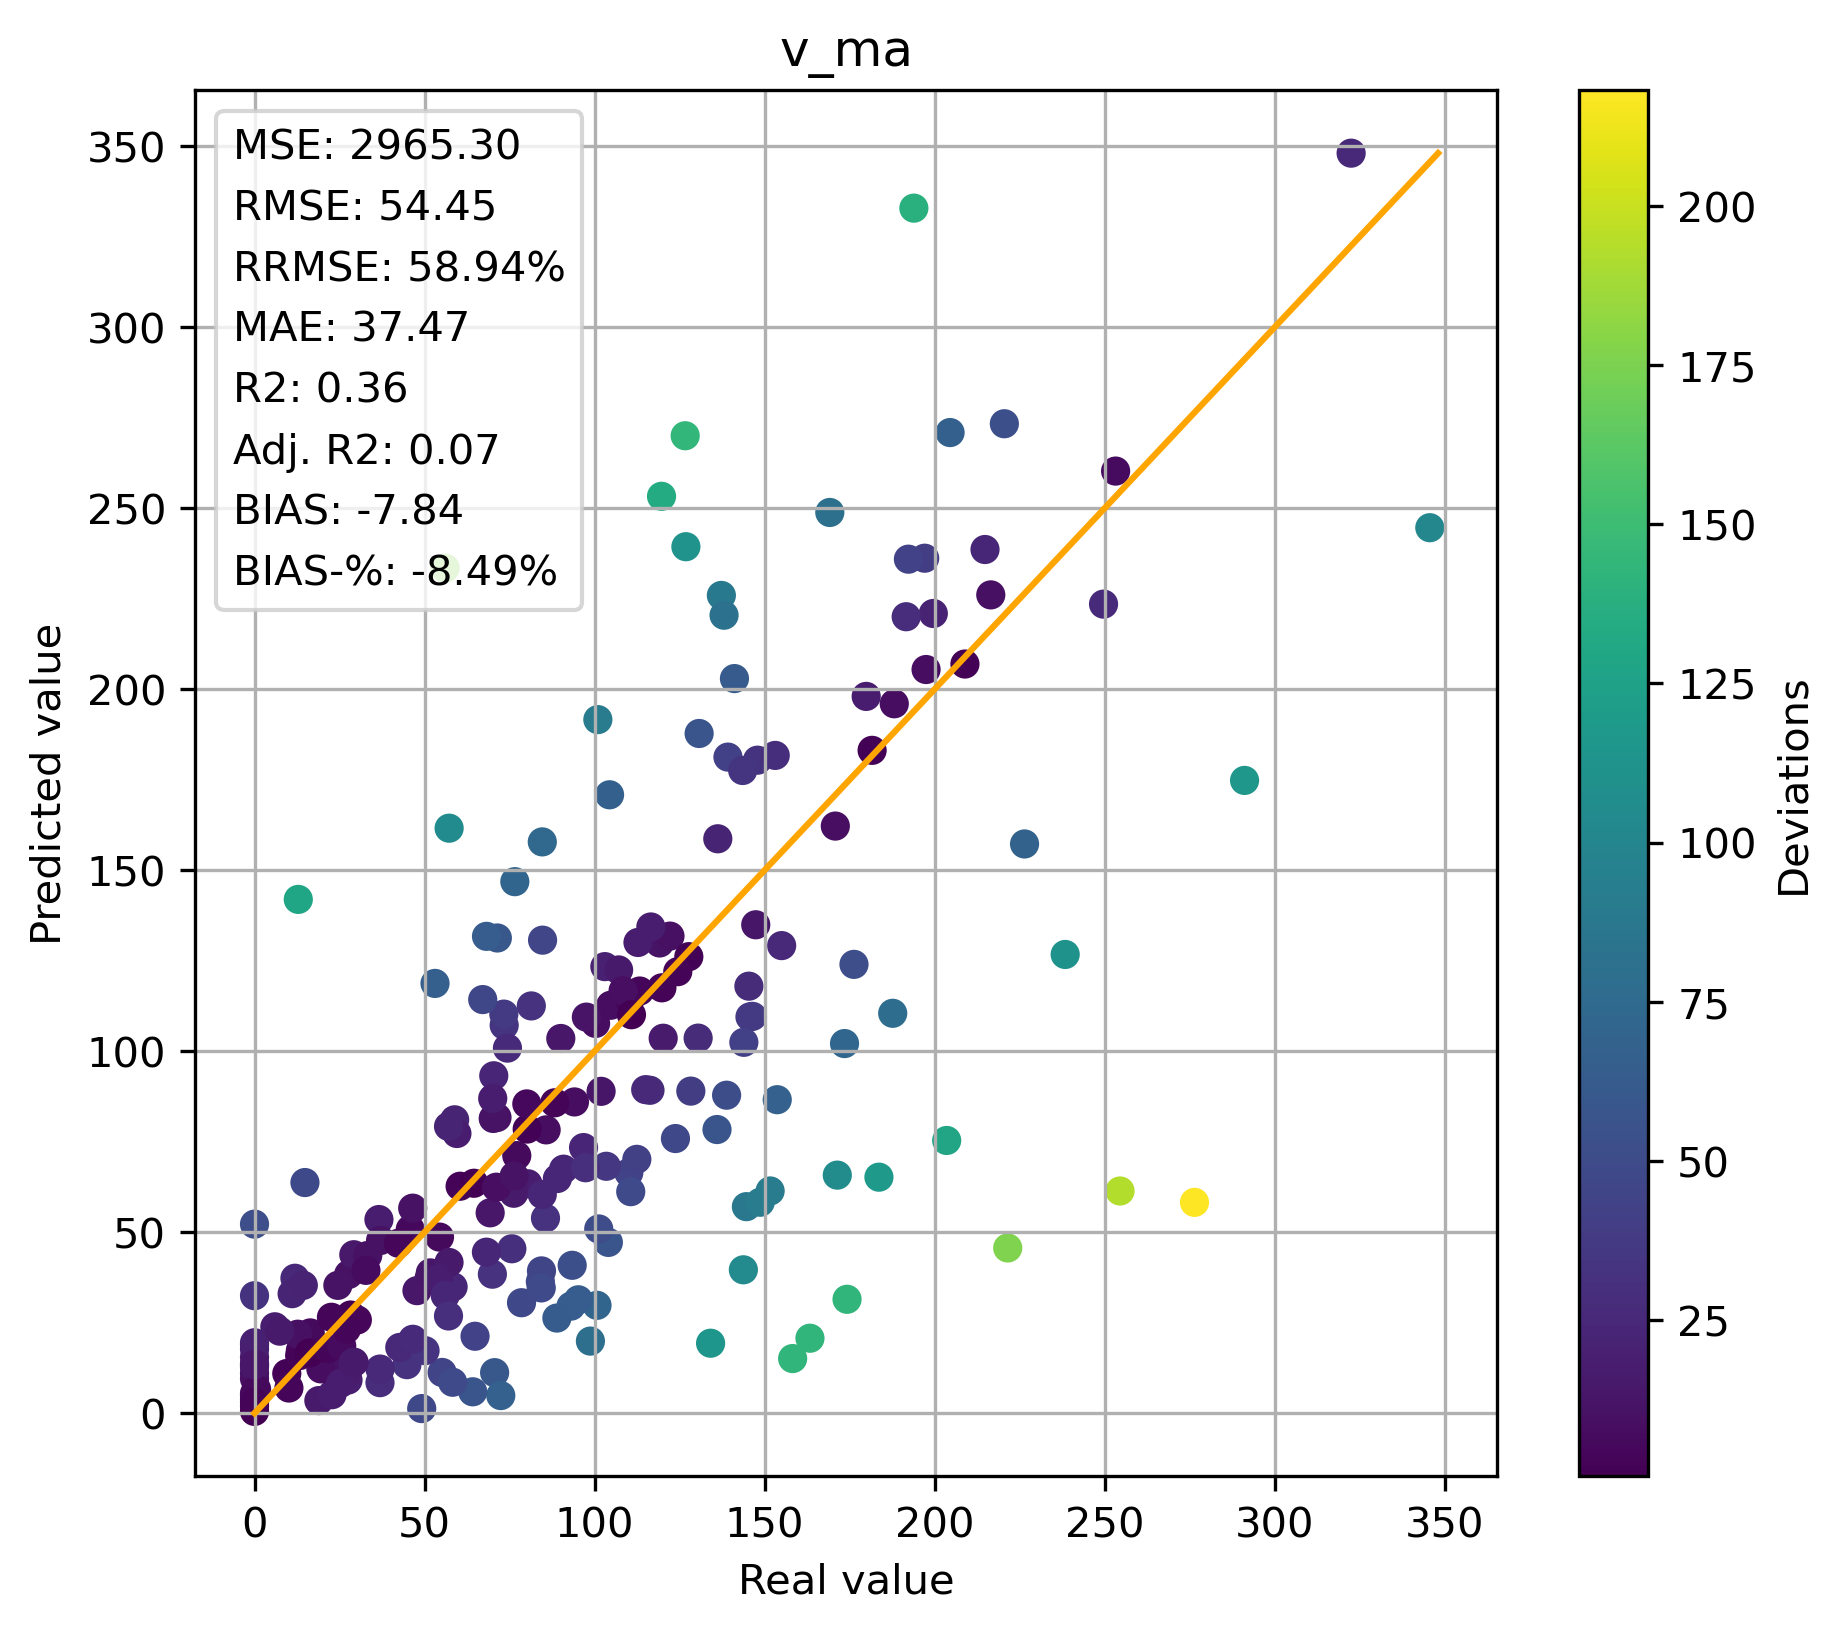 v_ma
MSE: 2965.30
RMSE: 54.45
RRMSE: 58.94%
MAE: 37.47
R2: 0.36
Adj. R2: 0.07
BIAS: -7.84
BIAS-%: -8.49%
350
300
250
200
150
100
50
0
Predicted value
0
50
100
150
200
250
300
350
Real value
200
175
150
125
100
75
50
25
Deviations